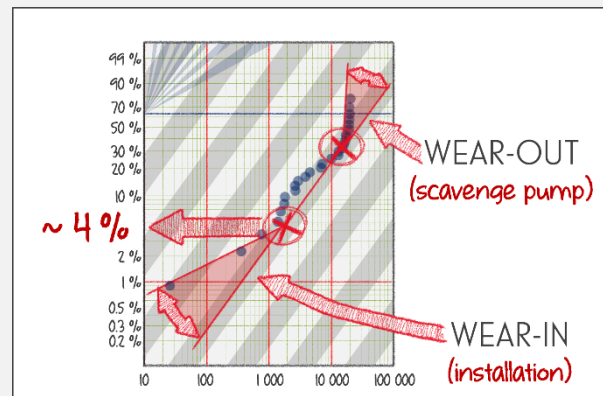 99 %
90 %
70 %
50 %
30 %
20 %
10 %
~ 4 %
2 %
1 %
0.5 %
0.3 %
0.2 %
10 100 1 000 10 000 100 000
WEAR-OUT
(scavenge pump)
WEAR-IN
(installation)